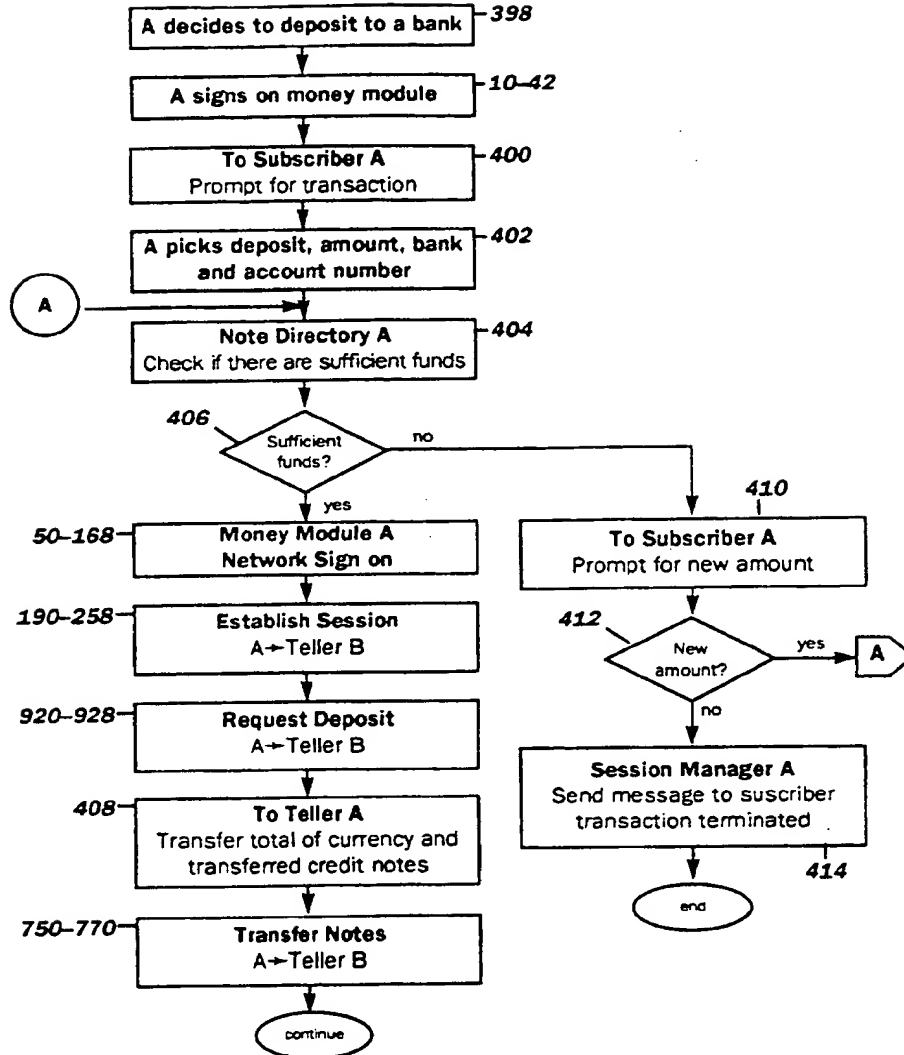 A decides to deposit to a bank
398
A signs on money module
10-42
To Subscriber A
Prompt for transaction
400
A picks deposit, amount, bank
and account number
402
A
Note Directory A
Check if there are sufficient funds
404
406
Sufficient
funds?
no
yes
50-168
Money Module A
Network Sign on
410
To Subscriber A
Prompt for new amount
190-258
Establish Session
A→Teller B
412
New
amount?
yes
A
no
920-928
Request Deposit
A→Teller B
Session Manager A
Send message to suscriber
transaction terminated
414
408
To Teller A
Transfer total of currency and
transferred credit notes
end
750-770
Transfer Notes
A→Teller B
continue